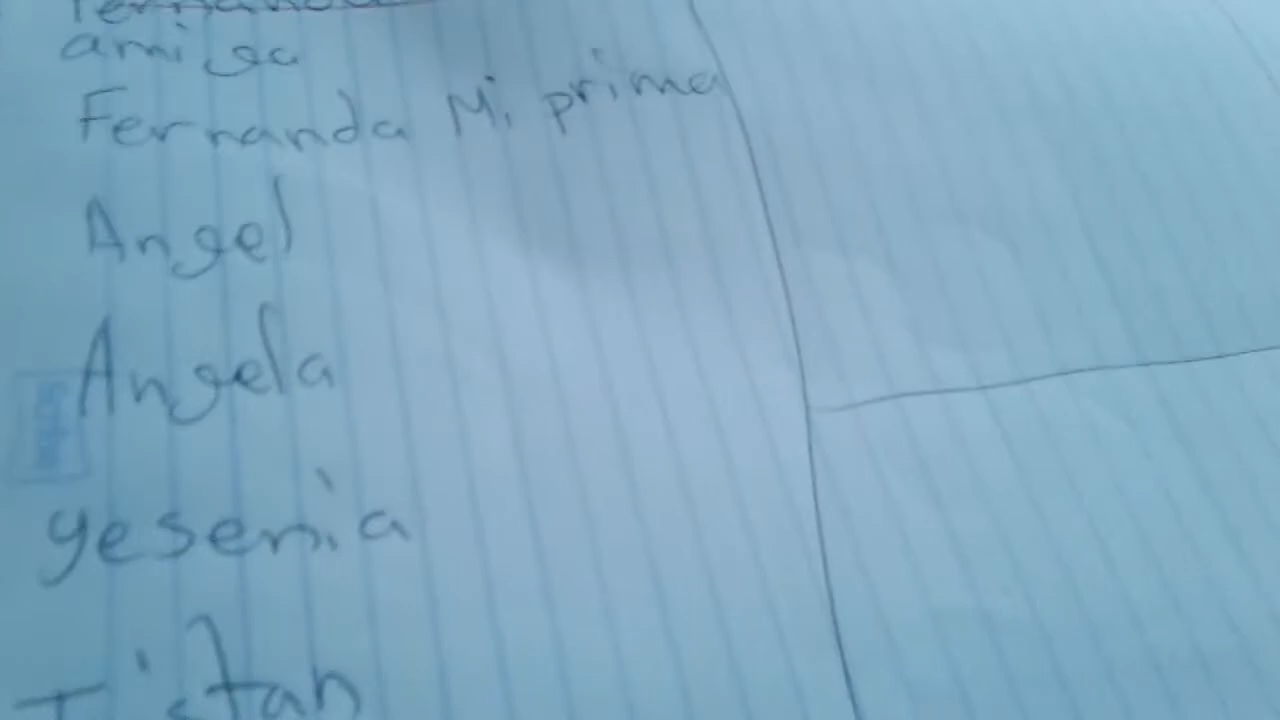 amiga
Fernanda Mi prima
Angel
Angela
yesenia